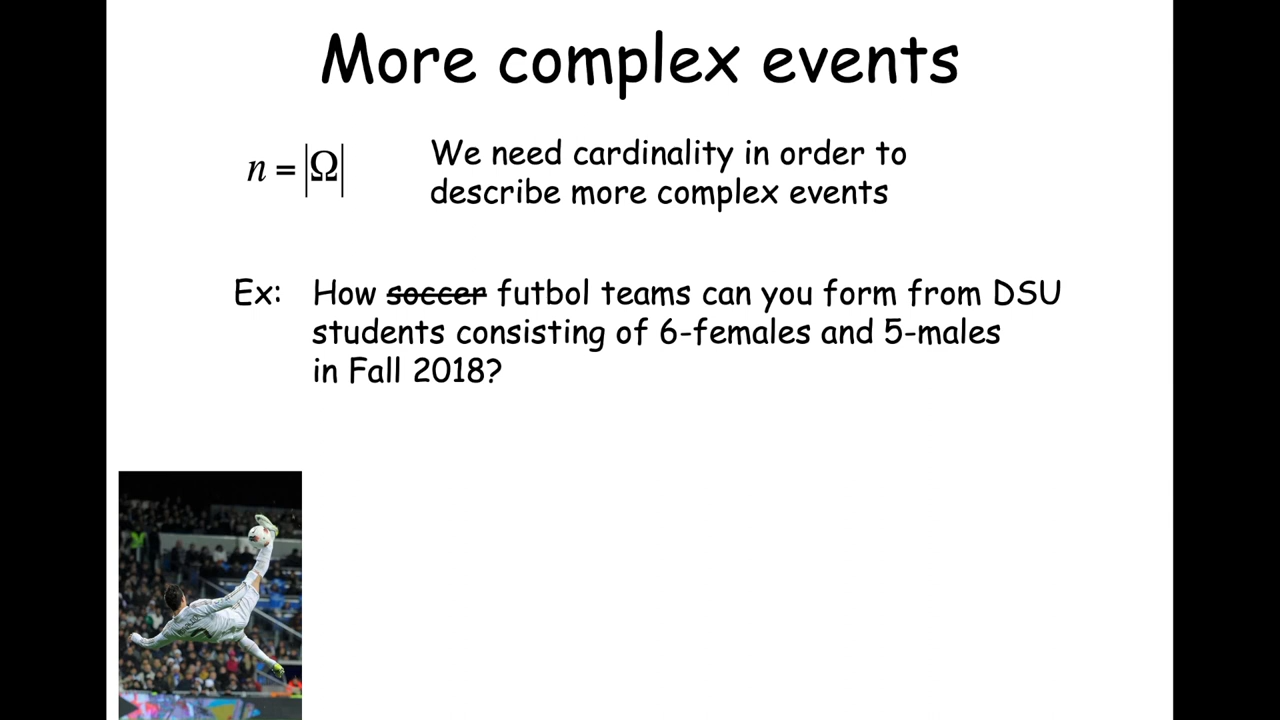 More complex events
n = |Ω|
We need cardinality in order to
describe more complex events
Ex: How soccer futbol teams can you form from DSU
students consisting of 6-females and 5-males
in Fall 2018?